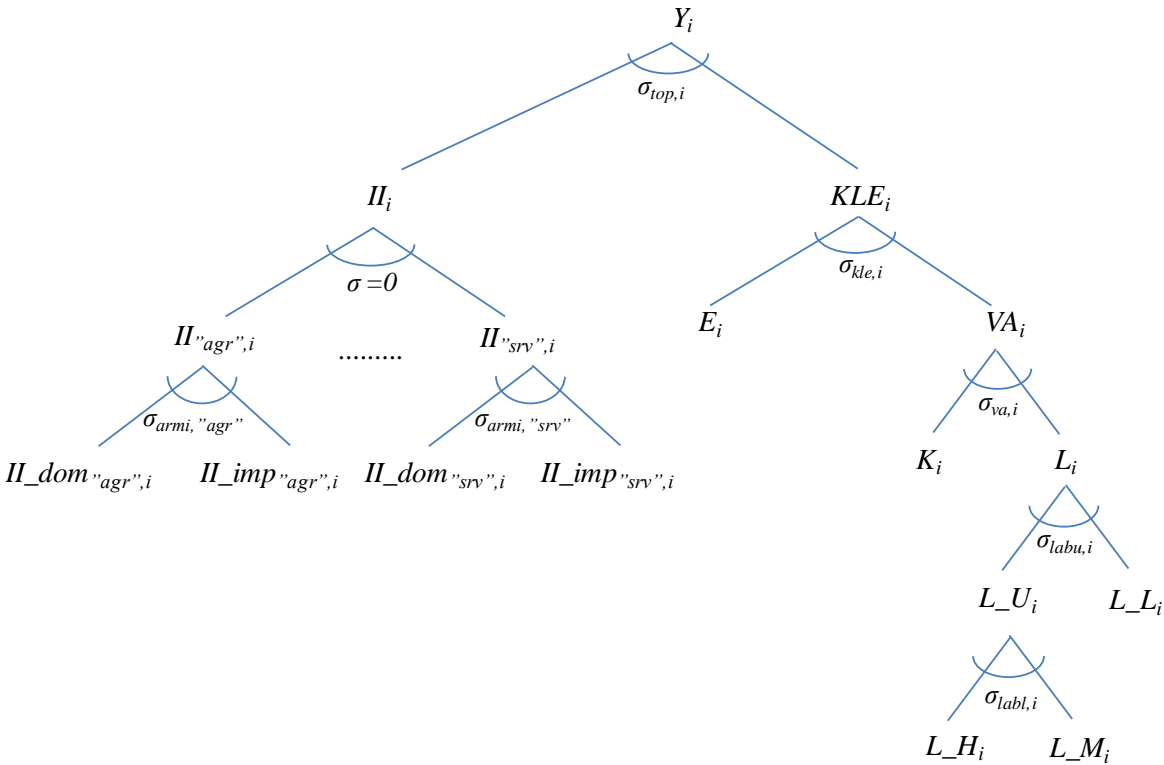 Y_i
σ_top,i
II_i KLE_i
σ =0 σ_kle,i
II_”agr”,i ......... II_”srv”,i E_i VA_i
σ_armi,”agr” σ_armi,”srv” σ_va,i
II_dom_”agr”,i II_imp_”agr”,i II_dom_”srv”,i II_imp_”srv”,i K_i L_i
σ_labu,i
L_U_i L_L_i
σ_labl,i
L_H_i L_M_i